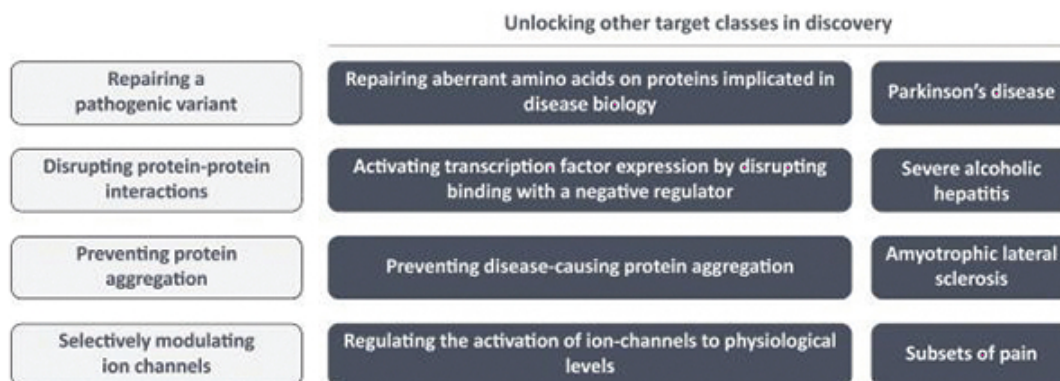 Unlocking other target classes in discovery
Repairing a
pathogenic variant
Repairing aberrant amino acids on proteins implicated in
disease biology
Parkinson's disease
Disrupting protein-protein
interactions
Activating transcription factor expression by disrupting
binding with a negative regulator
Severe alcoholic
hepatitis
Preventing protein
aggregation
Preventing disease-causing protein aggregation
Amyotrophic lateral
sclerosis
Selectively modulating
ion channels
Regulating the activation of ion-channels to physiological
levels
Subsets of pain